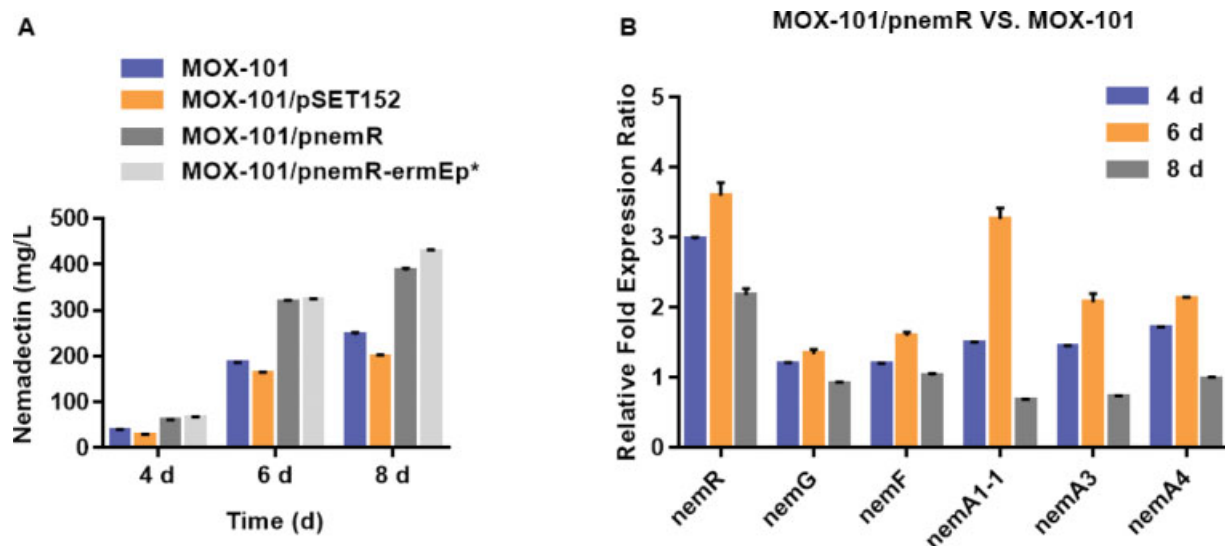 A
MOX-101
MOX-101/pSET152
MOX-101/pnemR
MOX-101/pnemR-ermEp*
Nemadectin (mg/L)
500
400
300
200
100
0
4 d 6 d 8 d
Time (d)
B
MOX-101/pnemR VS. MOX-101
4 d
6 d
8 d
Relative Fold Expression Ratio
5
4
3
2
1
0
nemR nemG nemF nemA1-1 nemA3 nemA4